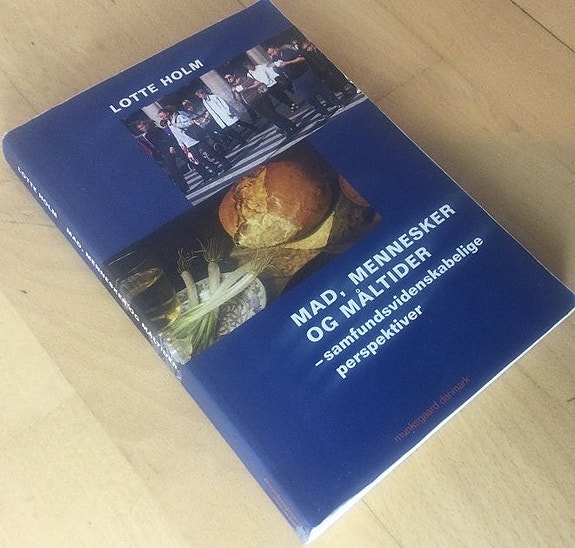 LOTTE HOLM
MAD, MENNESKER
OG MÅLTIDER
–samfundsvidenskabelige
perspektiver
munksgaard danmark
LOTTE HOLM MAD, MENNESKER OG MÅLTIDER